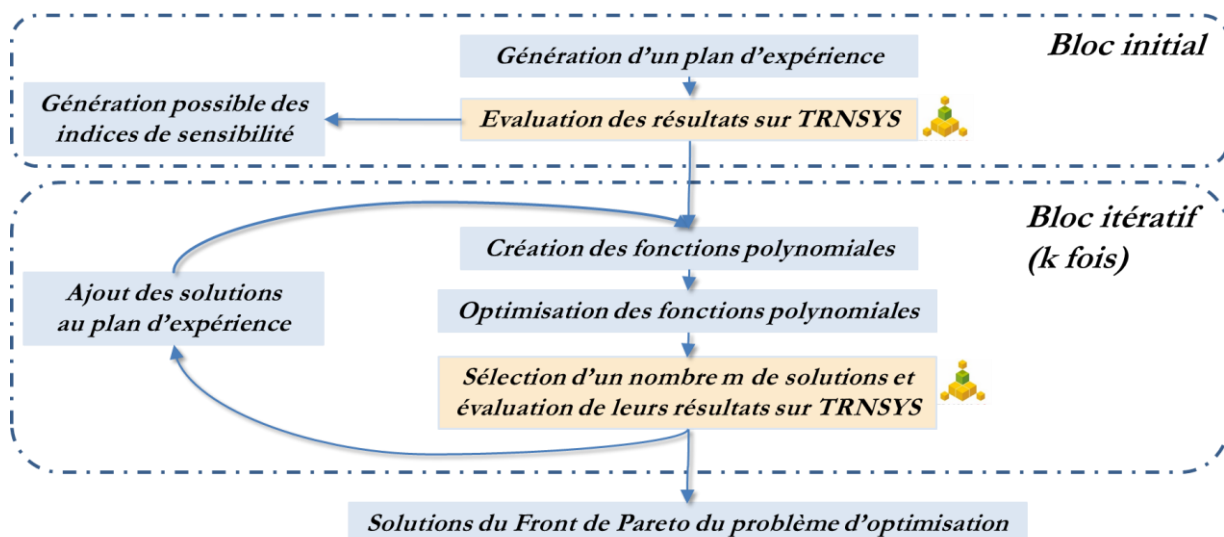 Bloc initial
Génération d'un plan d'expérience
Génération possible des
indices de sensibilité
Evaluation des résultats sur TRNSYS
Bloc itératif
(k fois)
Création des fonctions polynomiales
Ajout des solutions
au plan d'expérience
Optimisation des fonctions polynomiales
Sélection d'un nombre m de solutions et
évaluation de leurs résultats sur TRNSYS
Solutions du Front de Pareto du problème d'optimisation